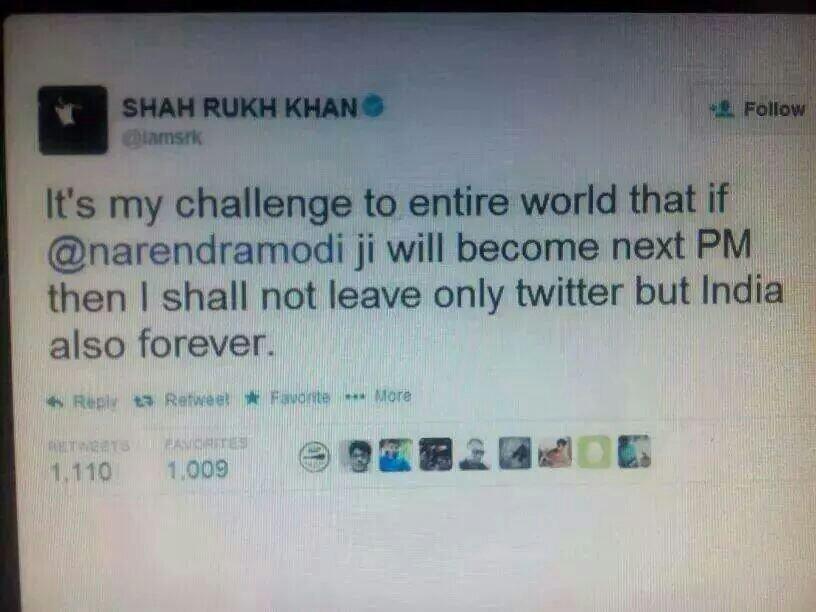 SHAH RUKH KHAN
@iamsrk
Follow
It's my challenge to entire world that if
@narendramodi ji will become next PM
then I shall not leave only twitter but India
also forever.
Reply Retweet Favorite More
RETWEETS FAVORITES
1,110 1,009